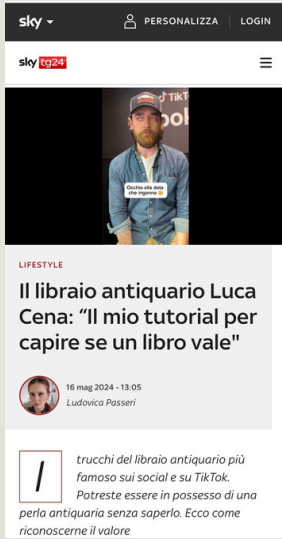 sky
PERSONALIZZA
LOGIN
sky tg24
TikT
ok
Occhio alla data
che inganna
LIFESTYLE
Il libraio antiquario Luca
Cena: “Il mio tutorial per
capire se un libro vale"
16 mag 2024 - 13:05
Ludovica Passeri
I trucchi del libraio antiquario più
famoso sui social e su TikTok.
Potreste essere in possesso di una
perla antiquaria senza saperlo. Ecco come
riconoscerne il valore